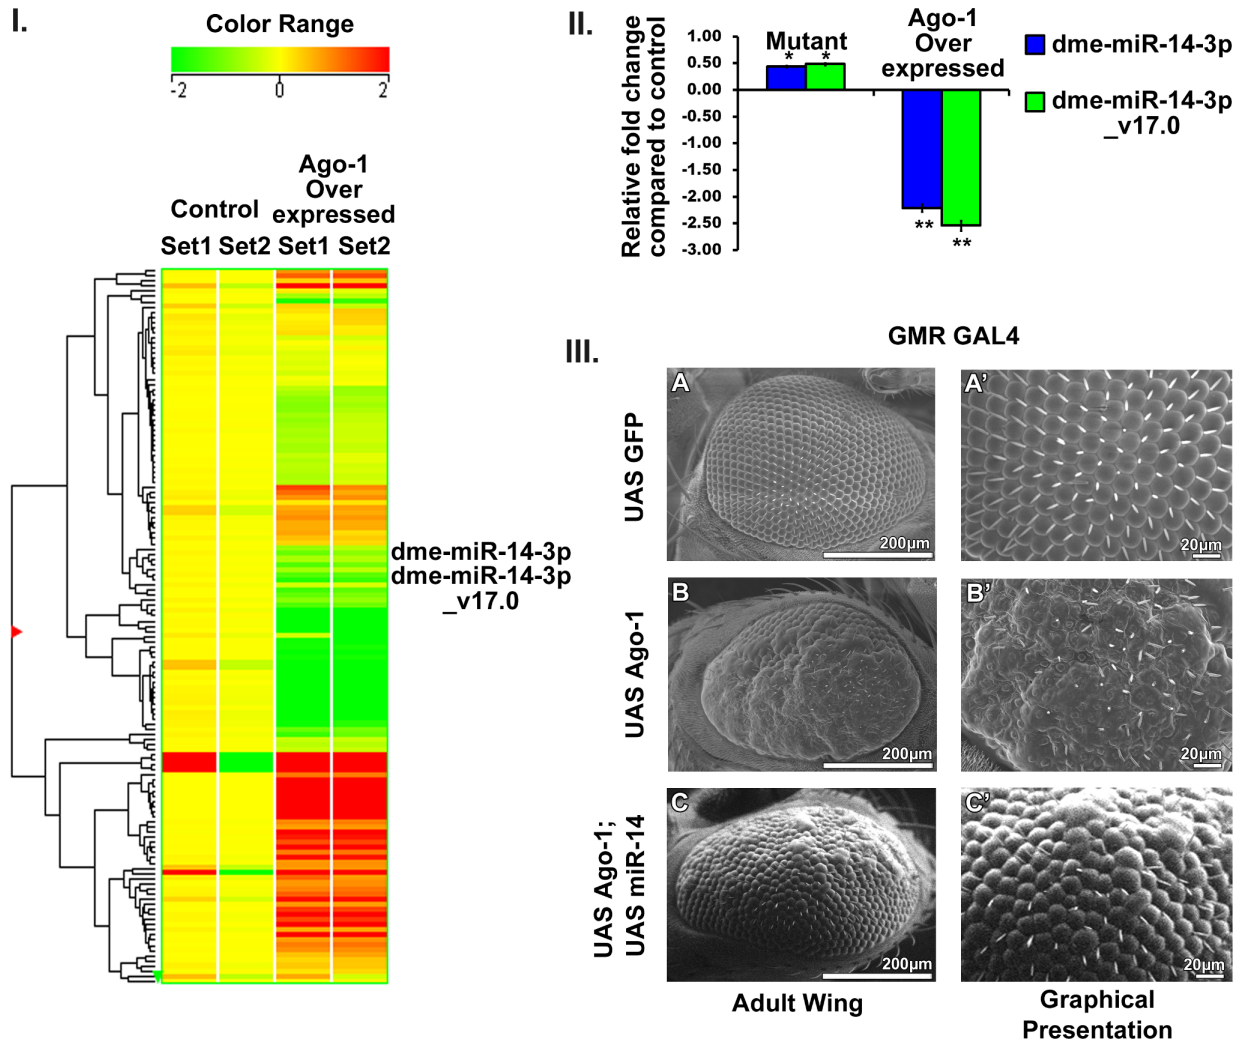 I.
Color Range
-2
0
2
Control
Ago-1
Over
expressed
Set1 Set2 Set1 Set2
dme-miR-14-3p
dme-miR-14-3p
_v17.0
II.
Relative fold change
compared to control
1.00
0.50
0.00
-0.50
-1.00
-1.50
-2.00
-2.50
-3.00
Mutant
* *
Ago-1
Over
expressed
**
**
dme-miR-14-3p
dme-miR-14-3p
_v17.0
III.
GMR GAL4
UAS GFP
A
200µm
A’
20µm
UAS Ago-1
B
200µm
B’
20µm
UAS Ago-1;
UAS miR-14
C
200µm
C’
20µm
Adult Wing
Graphical
Presentation